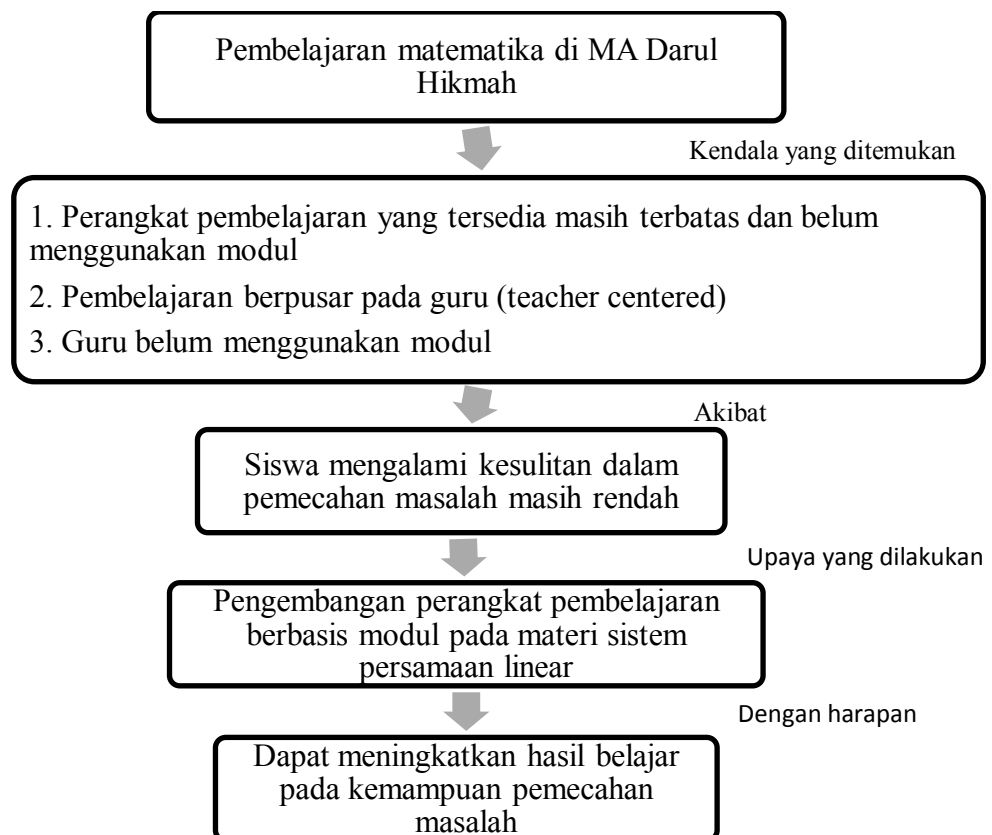 Pembelajaran matematika di MA Darul
Hikmah
Kendala yang ditemukan
1. Perangkat pembelajaran yang tersedia masih terbatas dan belum
menggunakan modul
2. Pembelajaran berpusar pada guru (teacher centered)
3. Guru belum menggunakan modul
Akibat
Siswa mengalami kesulitan dalam
pemecahan masalah masih rendah
Upaya yang dilakukan
Pengembangan perangkat pembelajaran
berbasis modul pada materi sistem
persamaan linear
Dengan harapan
Dapat meningkatkan hasil belajar
pada kemampuan pemecahan
masalah